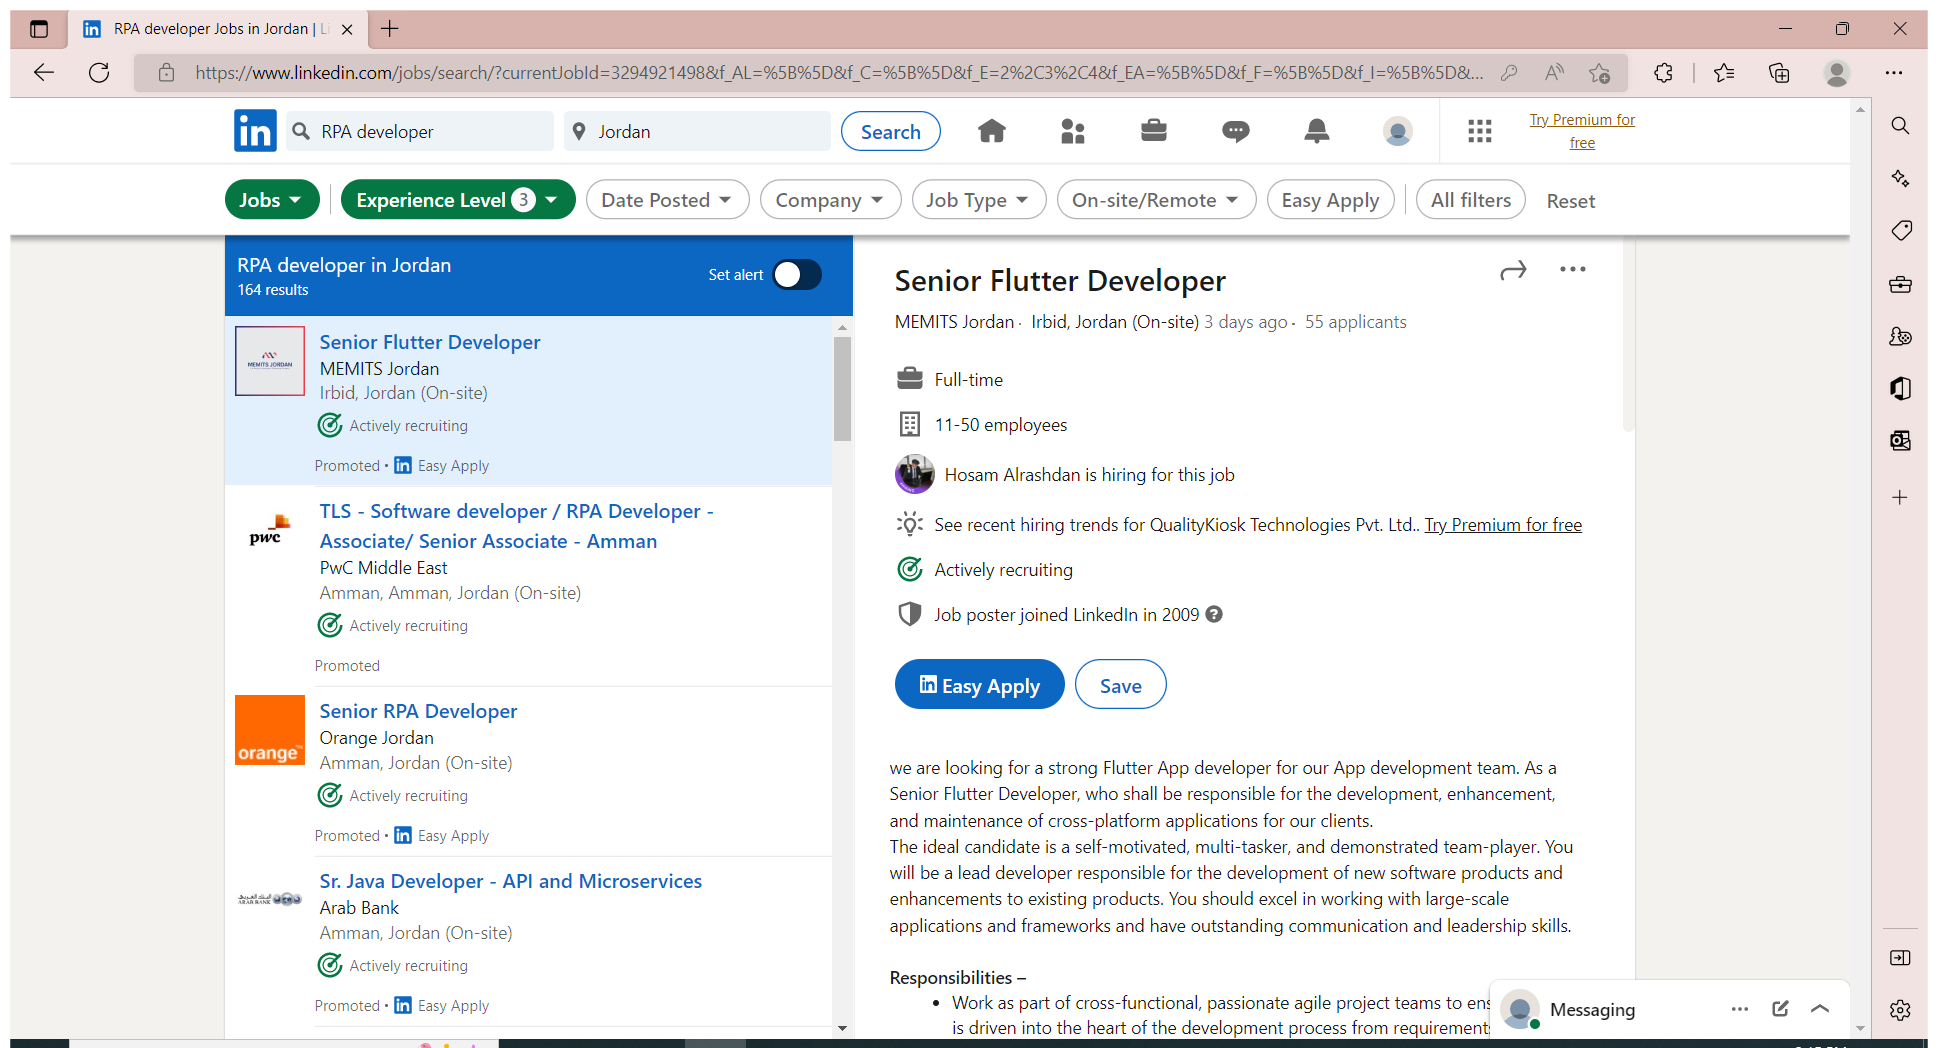 RPA developer Jobs in Jordan | Li
https://www.linkedin.com/jobs/search/?currentJobId=3294921498&f_AL=%5B%5D&f_C=%5B%5D&f_E=2%2C3%2C4&f_EA=%5B%5D&f_F=%5B%5D&f_I=%5B%5D&...
in RPA developer Jordan Search Try Premium for
free
Jobs Experience Level 3 Date Posted Company Job Type On-site/Remote Easy Apply All filters Reset
RPA developer in Jordan
164 results
Set alert
MEMITS JORDAN
Senior Flutter Developer
MEMITS Jordan
Irbid, Jordan (On-site)
Actively recruiting
Promoted • in Easy Apply
pwc
TLS - Software developer / RPA Developer -
Associate/ Senior Associate - Amman
PwC Middle East
Amman, Amman, Jordan (On-site)
Actively recruiting
Promoted
orange™
Senior RPA Developer
Orange Jordan
Amman, Jordan (On-site)
Actively recruiting
Promoted • in Easy Apply
ARAB BANK
Sr. Java Developer - API and Microservices
Arab Bank
Amman, Jordan (On-site)
Actively recruiting
Promoted • in Easy Apply
Senior Flutter Developer
MEMITS Jordan · Irbid, Jordan (On-site) 3 days ago · 55 applicants
Full-time
11-50 employees
Hosam Alrashdan is hiring for this job
See recent hiring trends for QualityKiosk Technologies Pvt. Ltd.. Try Premium for free
Actively recruiting
Job poster joined LinkedIn in 2009
in Easy Apply Save
we are looking for a strong Flutter App developer for our App development team. As a
Senior Flutter Developer, who shall be responsible for the development, enhancement,
and maintenance of cross-platform applications for our clients.
The ideal candidate is a self-motivated, multi-tasker, and demonstrated team-player. You
will be a lead developer responsible for the development of new software products and
enhancements to existing products. You should excel in working with large-scale
applications and frameworks and have outstanding communication and leadership skills.
Responsibilities –
• Work as part of cross-functional, passionate agile project teams to ens
is driven into the heart of the development process from requirement
Messaging